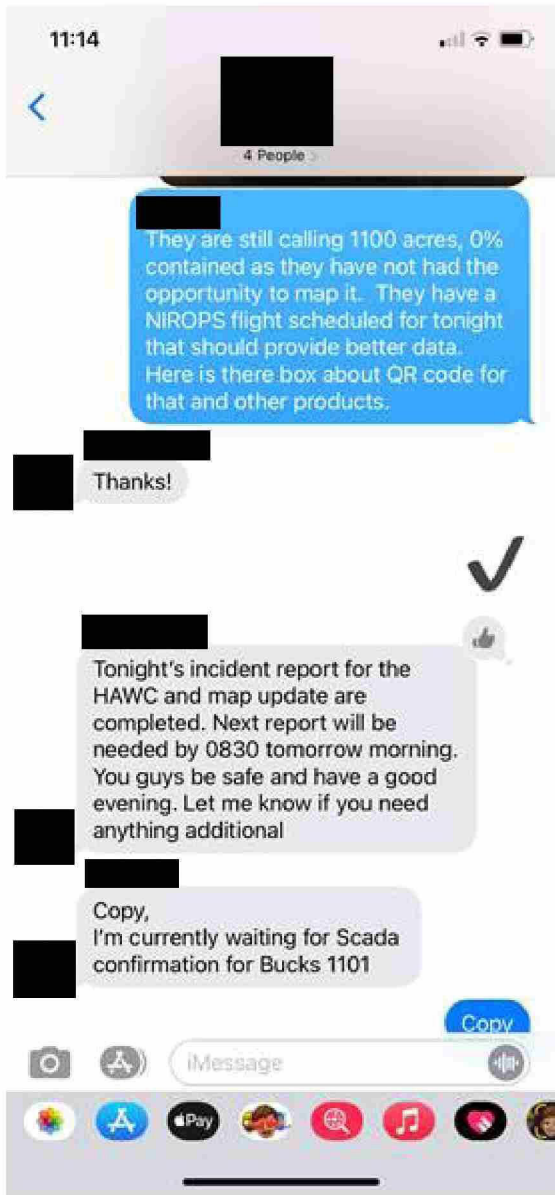 11:14
4 People
They are still calling 1100 acres, 0%
contained as they have not had the
opportunity to map it. They have a
NIROPS flight scheduled for tonight
that should provide better data.
Here is there box about QR code for
that and other products.
Thanks!
Tonight's incident report for the
HAWC and map update are
completed. Next report will be
needed by 0830 tomorrow morning.
You guys be safe and have a good
evening. Let me know if you need
anything additional
Copy,
I'm currently waiting for Scada
confirmation for Bucks 1101
Copy
iMessage
Pay